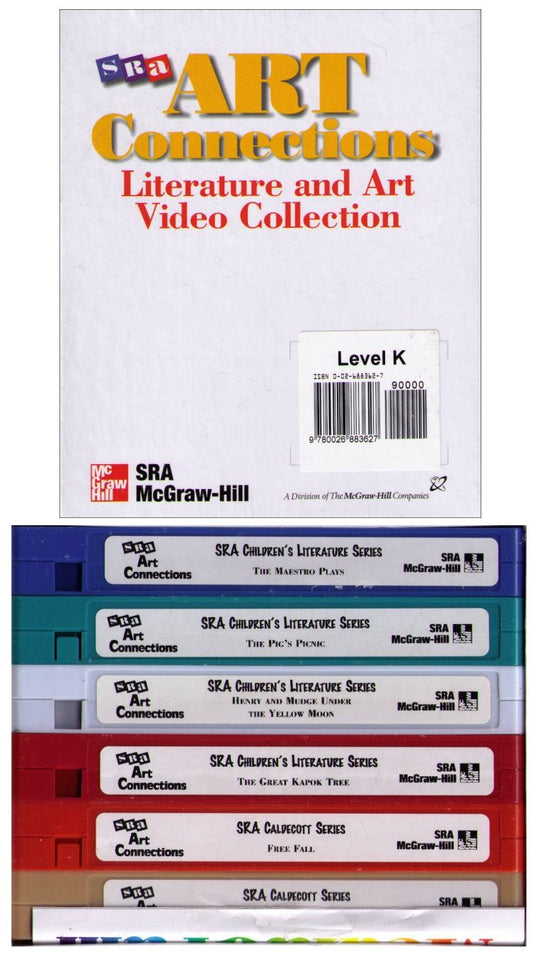 SRA ART
Connections
Literature and Art
Video Collection
Level K
ISBN 0-02-688362-7
90000
9 780026 883627
Mc
Graw
Hill
SRA
McGraw-Hill
A Division of The McGraw-Hill Companies
SRA
Art
Connections
SRA Children's Literature Series
The Maestro Plays
SRA
McGraw-Hill
SRA
Art
Connections
SRA Children's Literature Series
The Pig's Picnic
SRA
McGraw-Hill
SRA
Art
Connections
SRA Children's Literature Series
Henry and Mudge Under
the Yellow Moon
SRA
McGraw-Hill
SRA
Art
Connections
SRA Children's Literature Series
The Great Kapok Tree
SRA
McGraw-Hill
SRA
Art
Connections
SRA Caldecott Series
Free Fall
SRA
McGraw-Hill
SRA
Art
SRA Caldecott Series
SRA